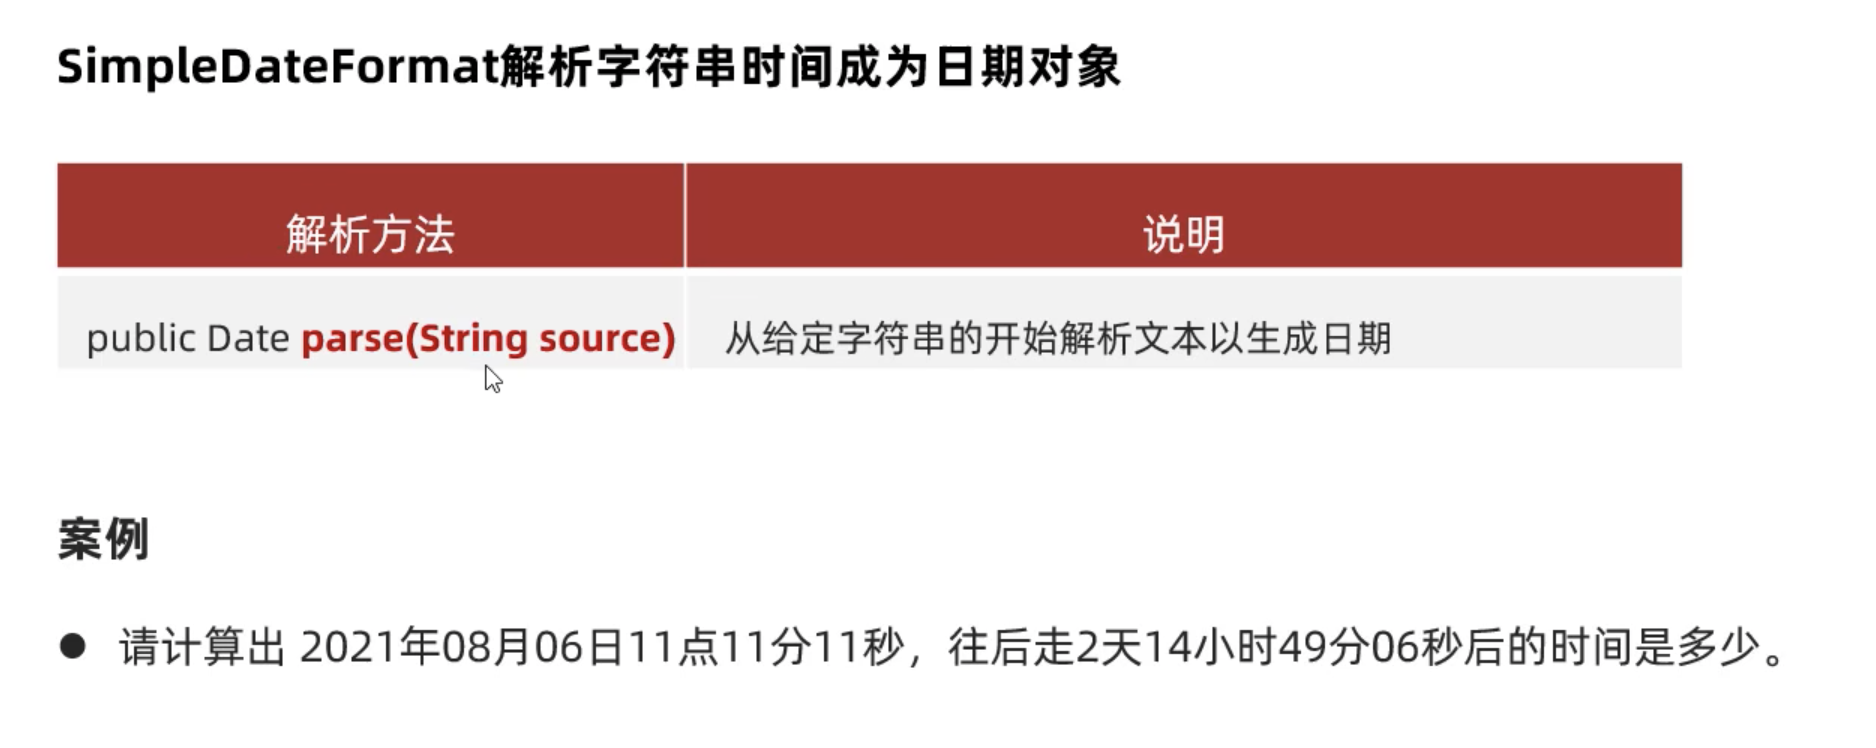 SimpleDateFormat解析字符串时间成为日期对象
解析方法
说明
public Date parse(String source)
从给定字符串的开始解析文本以生成日期
案例
● 请计算出 2021年08月06日11点11分11秒，往后走2天14小时49分06秒后的时间是多少。